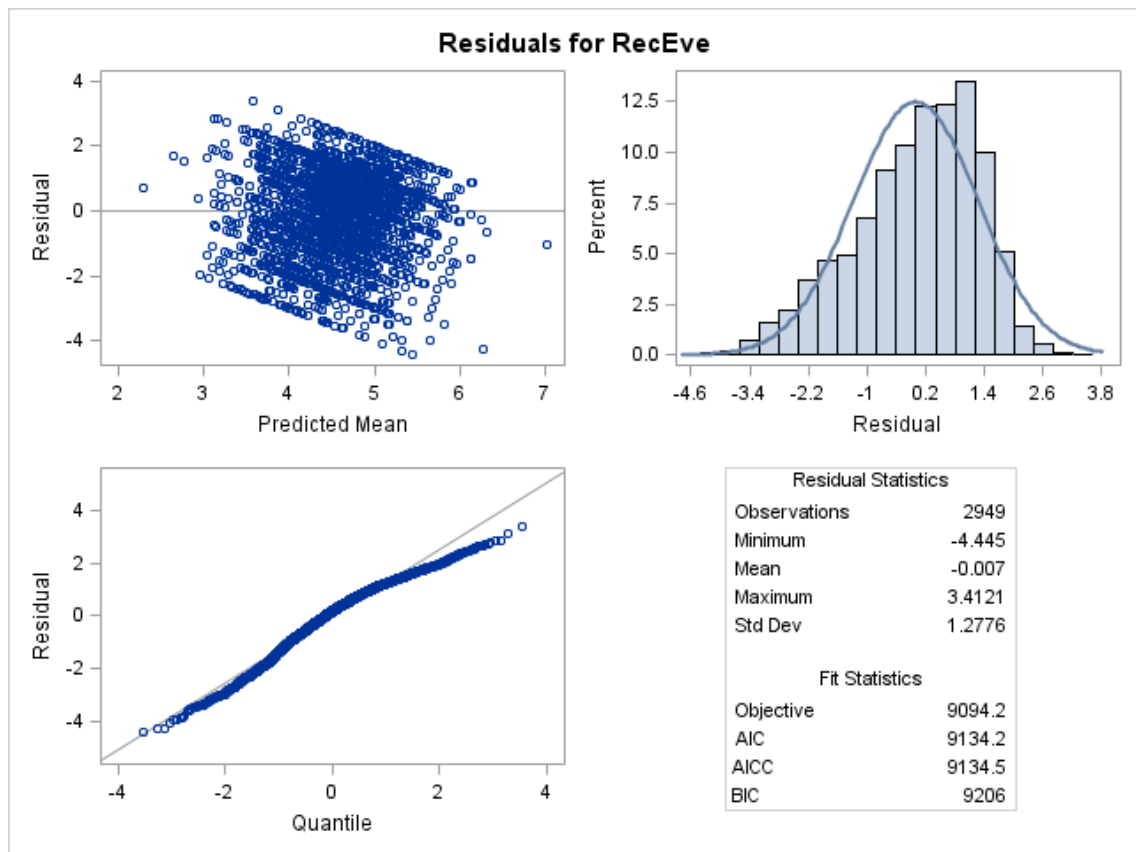 Residuals for RecEve
4
2
0
-2
-4
Residual
2 3 4 5 6 7
Predicted Mean
12.5
10.0
7.5
5.0
2.5
0.0
Percent
-4.6 -3.4 -2.2 -1 0.2 1.4 2.6 3.8
Residual
4
2
0
-2
-4
Residual
-4 -2 0 2 4
Quantile
Residual Statistics
Observations 2949
Minimum -4.445
Mean -0.007
Maximum 3.4121
Std Dev 1.2776
Fit Statistics
Objective 9094.2
AIC 9134.2
AICC 9134.5
BIC 9206